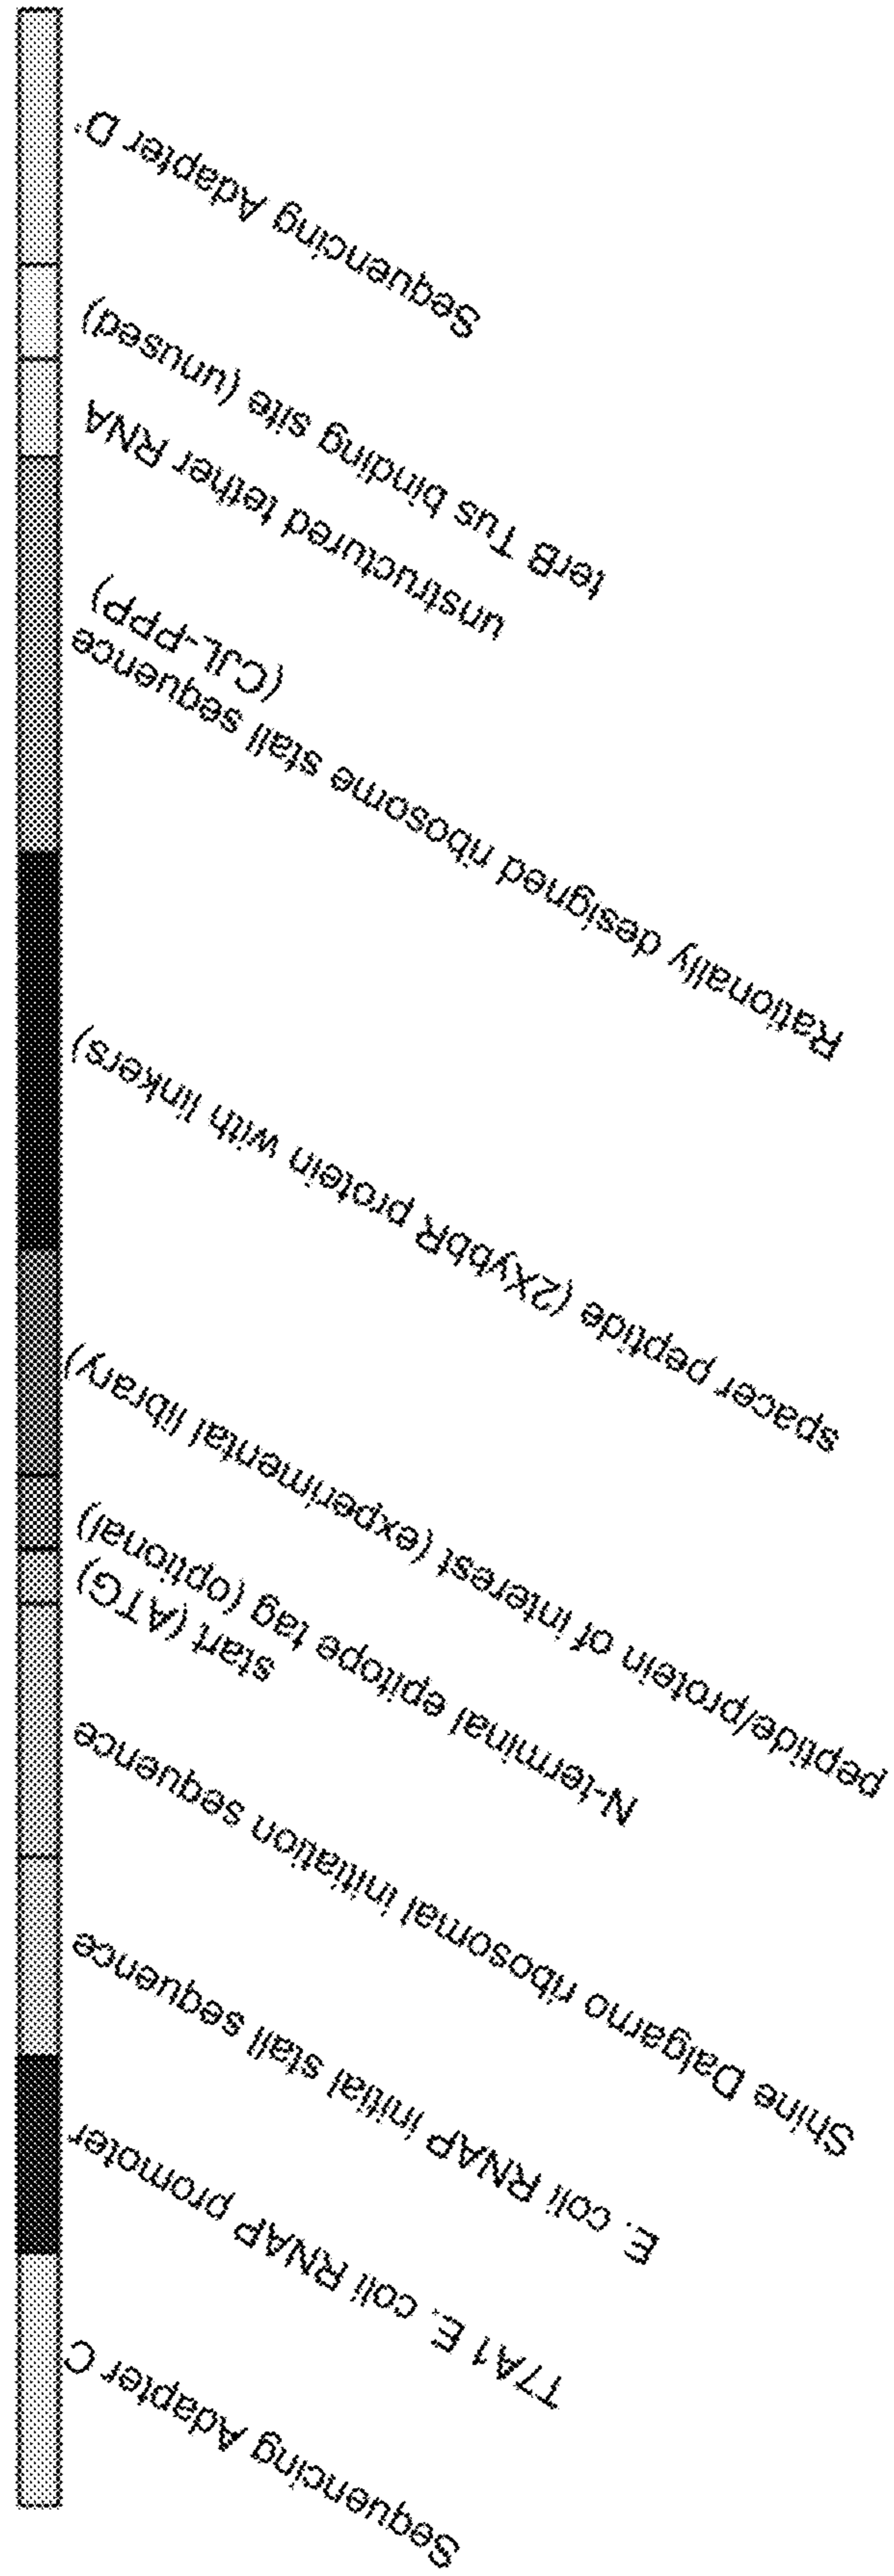 Sequencing Adapter C
T7A1 E. coli RNAP promoter
E. coli RNAP initial stall sequence
Shine Dalgarno ribosomal initiation sequence
start (ATG)
N-terminal epitope tag (optional)
peptide/protein of interest (experimental library)
spacer peptide (2XybbR protein with linkers)
Rationally designed ribosome stall sequence
(CJL-PPP)
unstructured tether RNA
terB Tus binding site (unused)
Sequencing Adapter D'